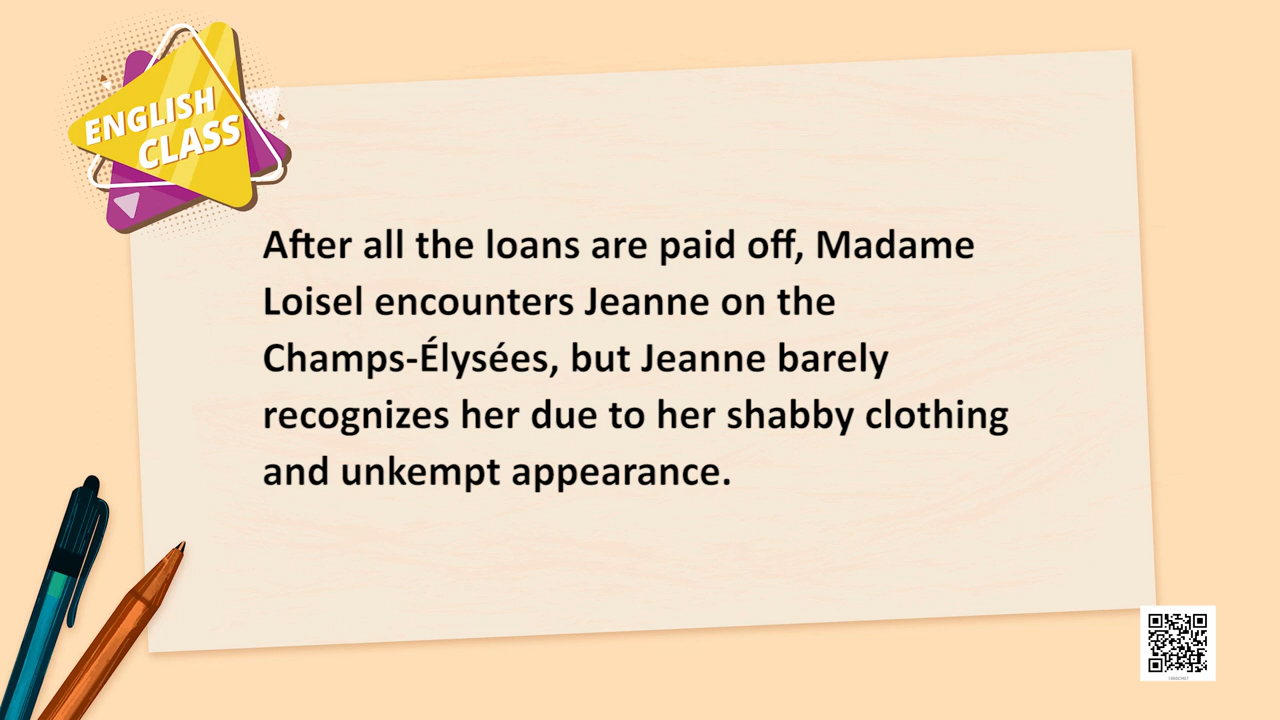 ENGLISH
CLASS
After all the loans are paid off, Madame
Loisel encounters Jeanne on the
Champs-Élysées, but Jeanne barely
recognizes her due to her shabby clothing
and unkempt appearance.